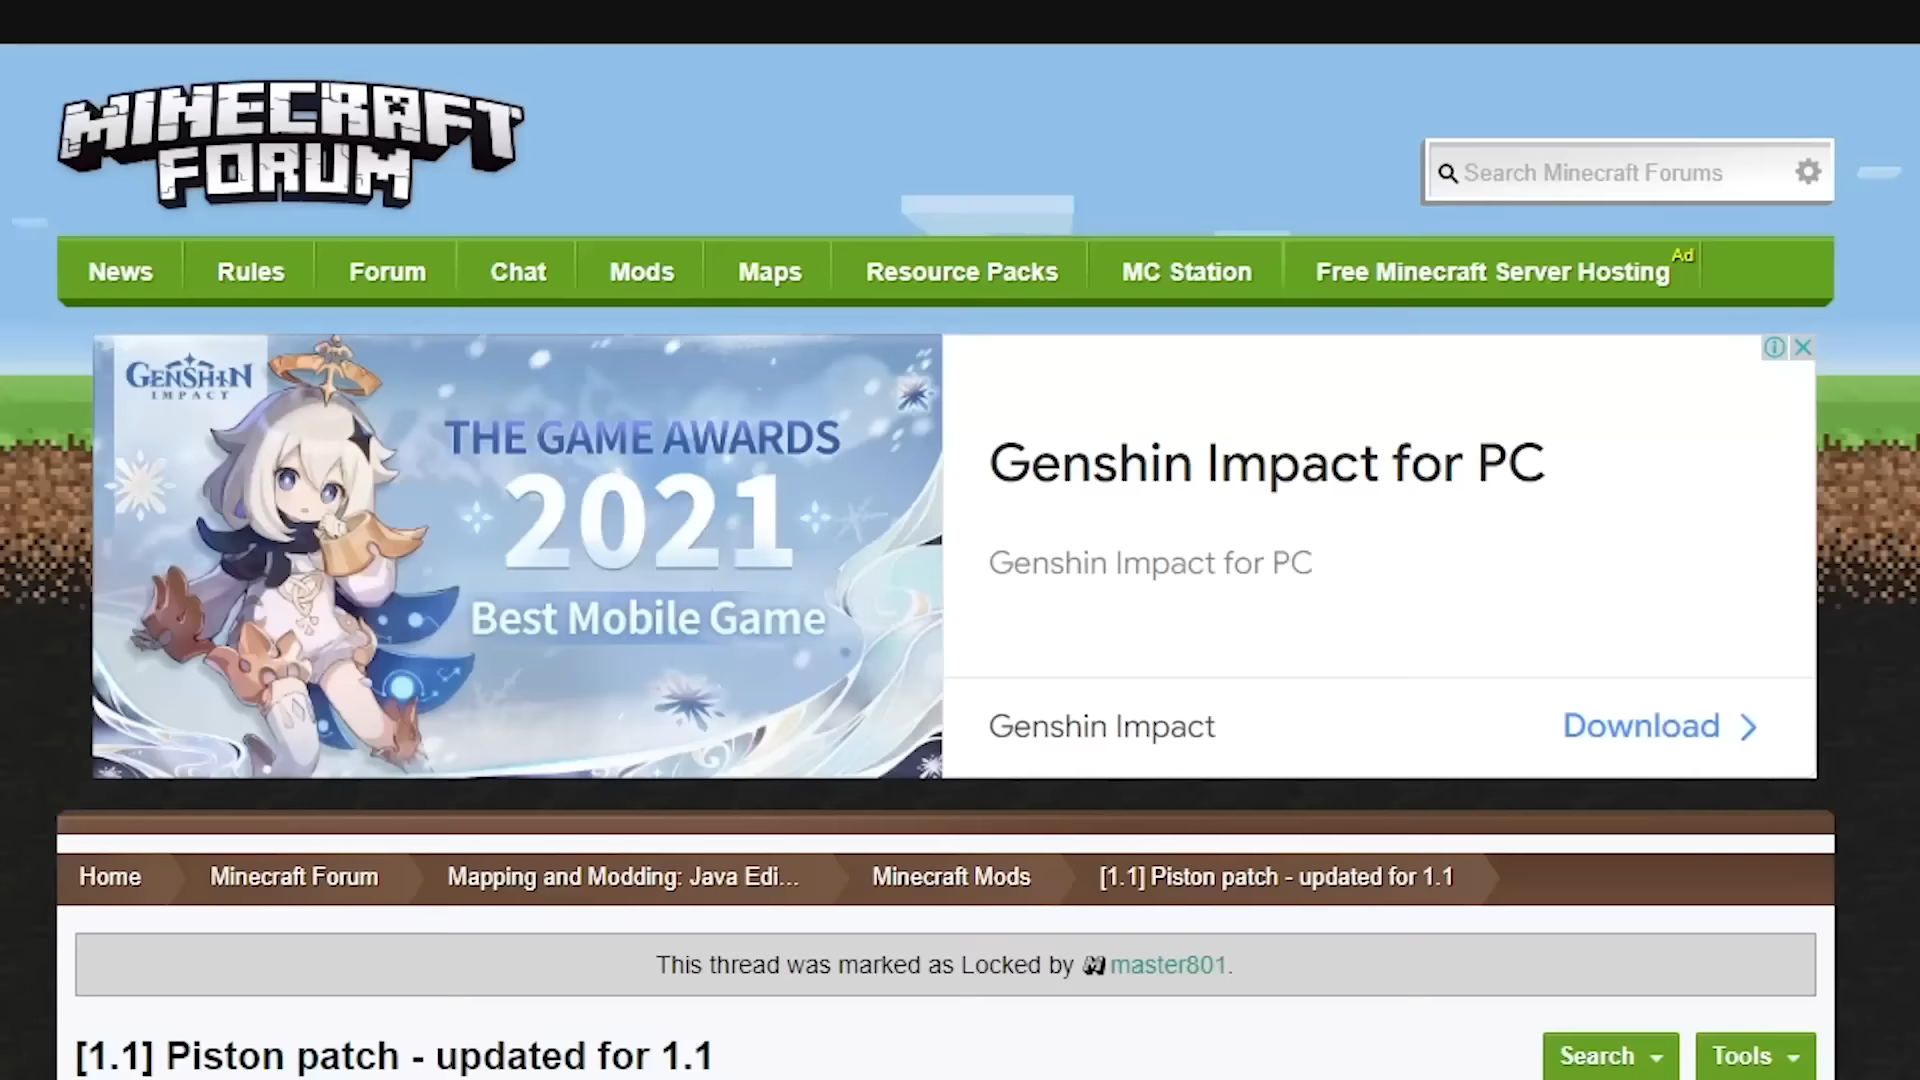 MINECRAFT
FORUM
Search Minecraft Forums
News Rules Forum Chat Mods Maps Resource Packs MC Station Free Minecraft Server Hosting Ad
GENSHIN
IMPACT
THE GAME AWARDS
2021
Best Mobile Game
Genshin Impact for PC
Genshin Impact for PC
Genshin Impact
Download
Home Minecraft Forum Mapping and Modding: Java Edi... Minecraft Mods [1.1] Piston patch - updated for 1.1
This thread was marked as Locked by master801.
[1.1] Piston patch - updated for 1.1
Search Tools